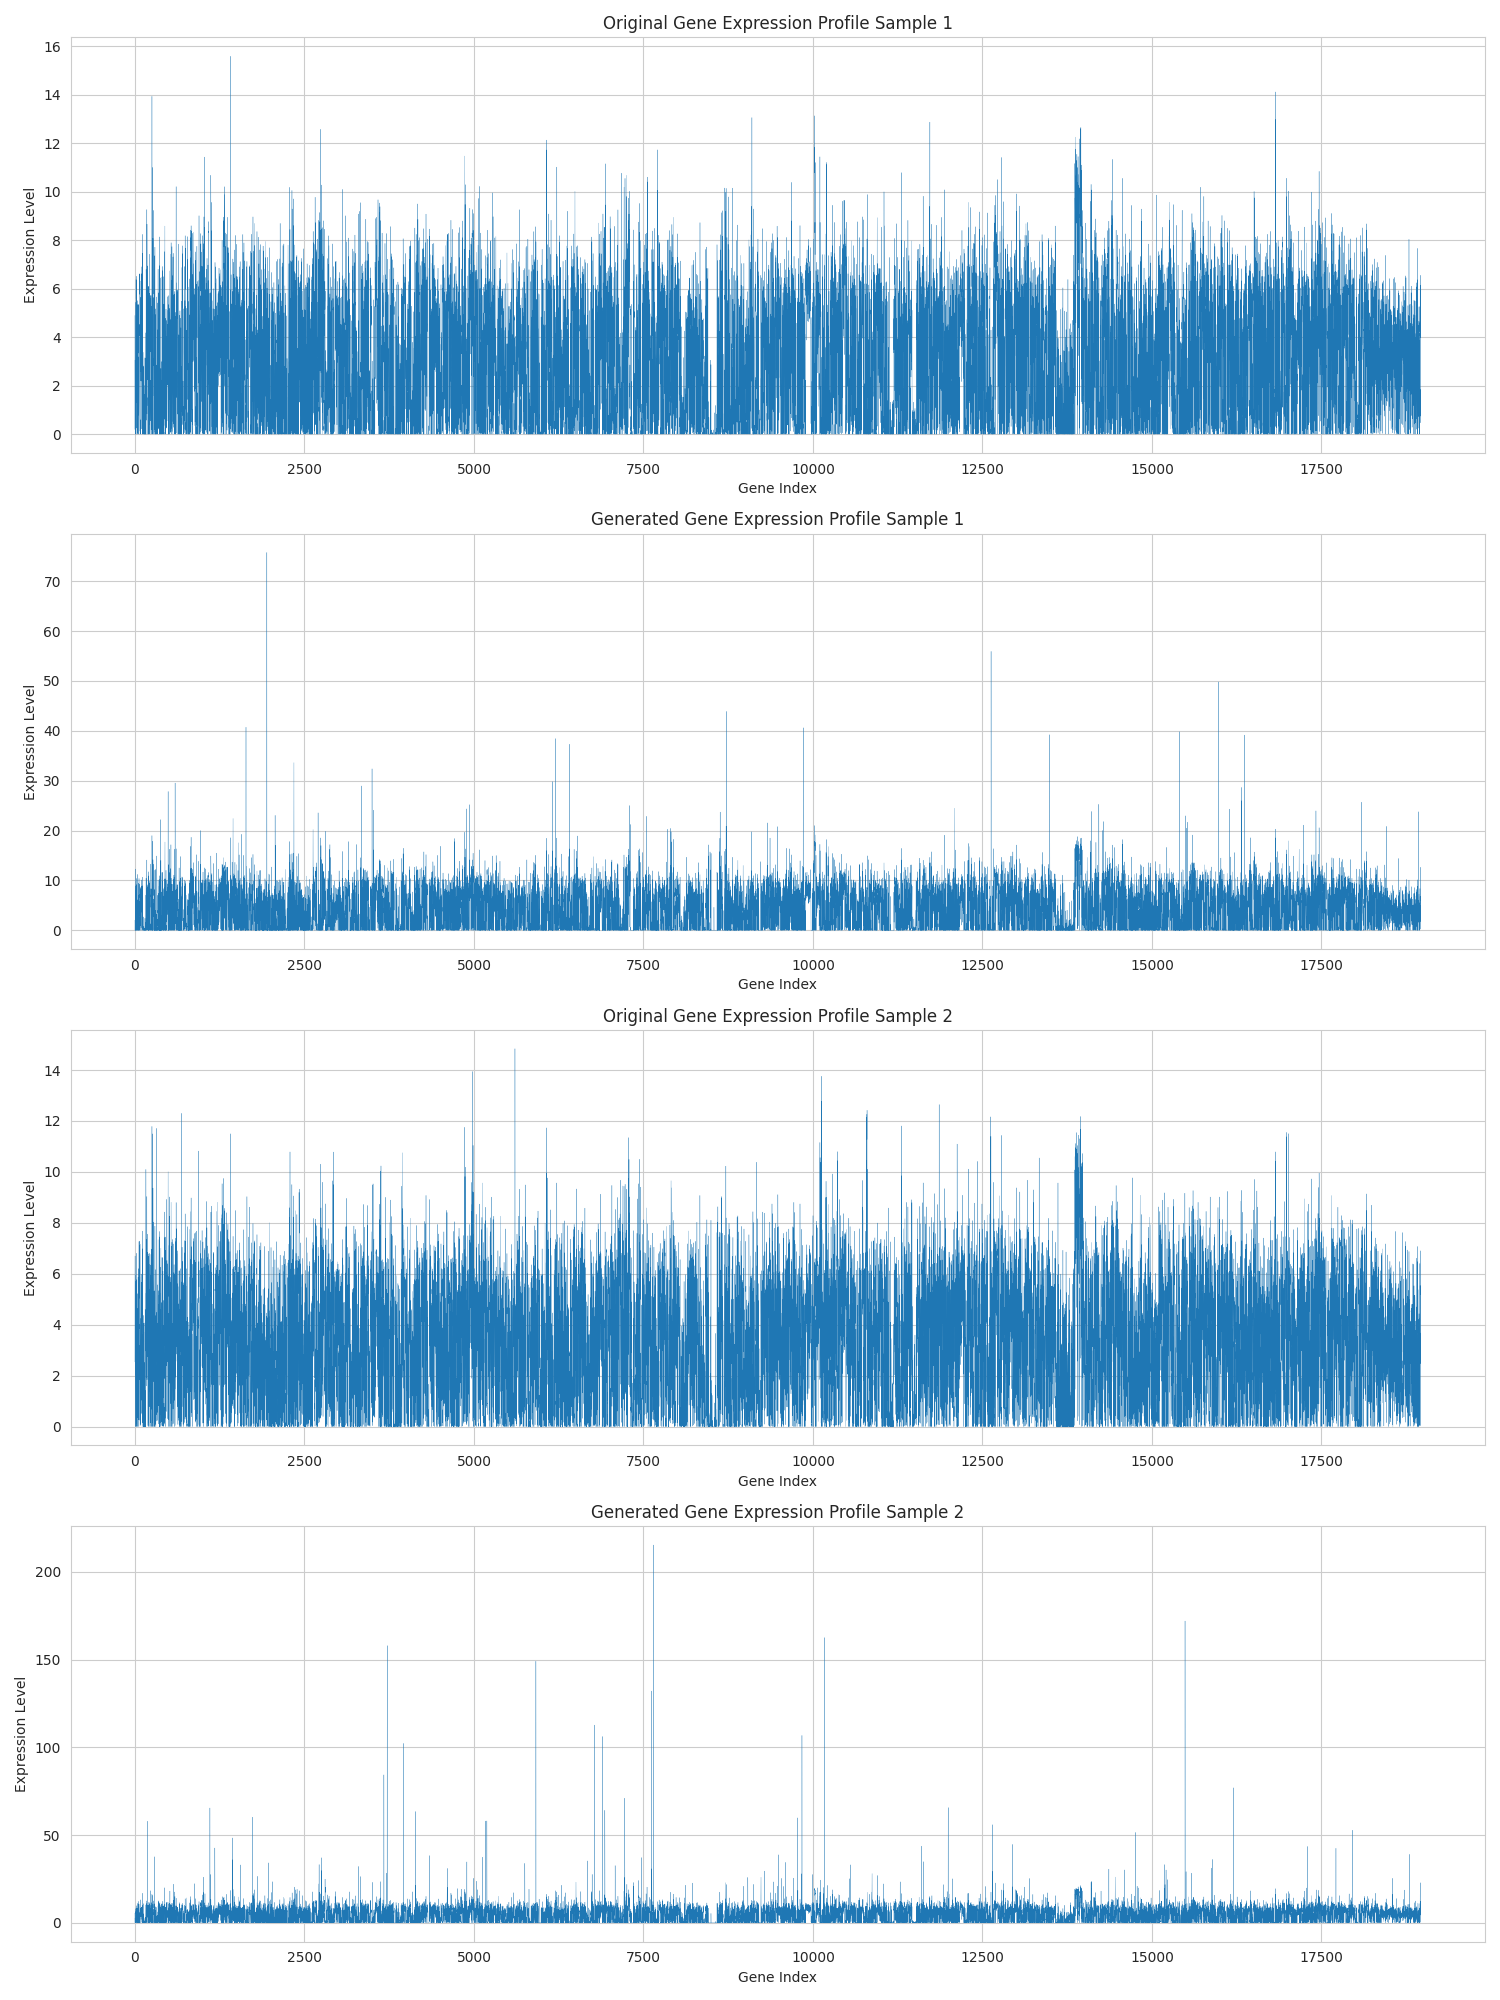 Original Gene Expression Profile Sample 1
16
14
12
10
8
6
4
2
0
Expression Level
0 2500 5000 7500 10000 12500 15000 17500
Gene Index
Generated Gene Expression Profile Sample 1
70
60
50
40
30
20
10
0
Expression Level
0 2500 5000 7500 10000 12500 15000 17500
Gene Index
Original Gene Expression Profile Sample 2
14
12
10
8
6
4
2
0
Expression Level
0 2500 5000 7500 10000 12500 15000 17500
Gene Index
Generated Gene Expression Profile Sample 2
200
150
100
50
0
Expression Level
0 2500 5000 7500 10000 12500 15000 17500
Gene Index